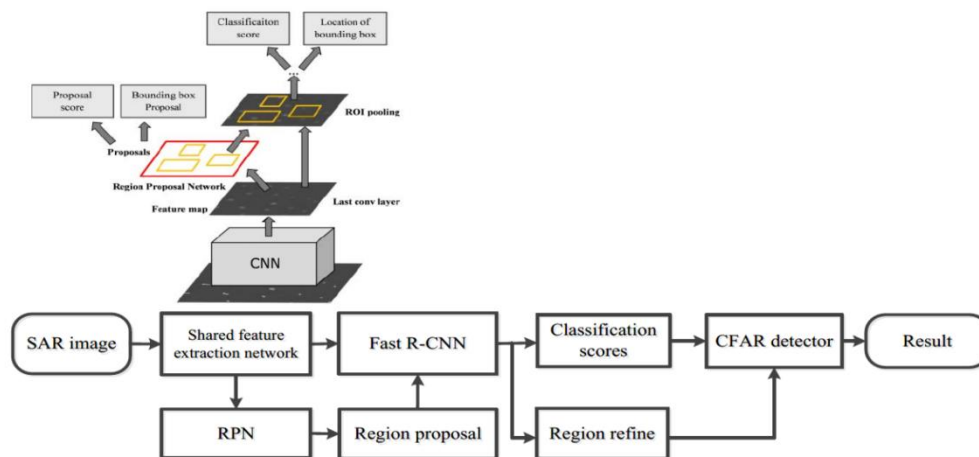 Classificaiton
score
Location of
bounding box
...
Proposal
score
Bounding box
Proposal
ROI pooling
Proposals
Region Proposal Network
Feature map
Last conv layer
CNN
SAR image
Shared feature
extraction network
Fast R-CNN
Classification
scores
CFAR detector
Result
RPN
Region proposal
Region refine